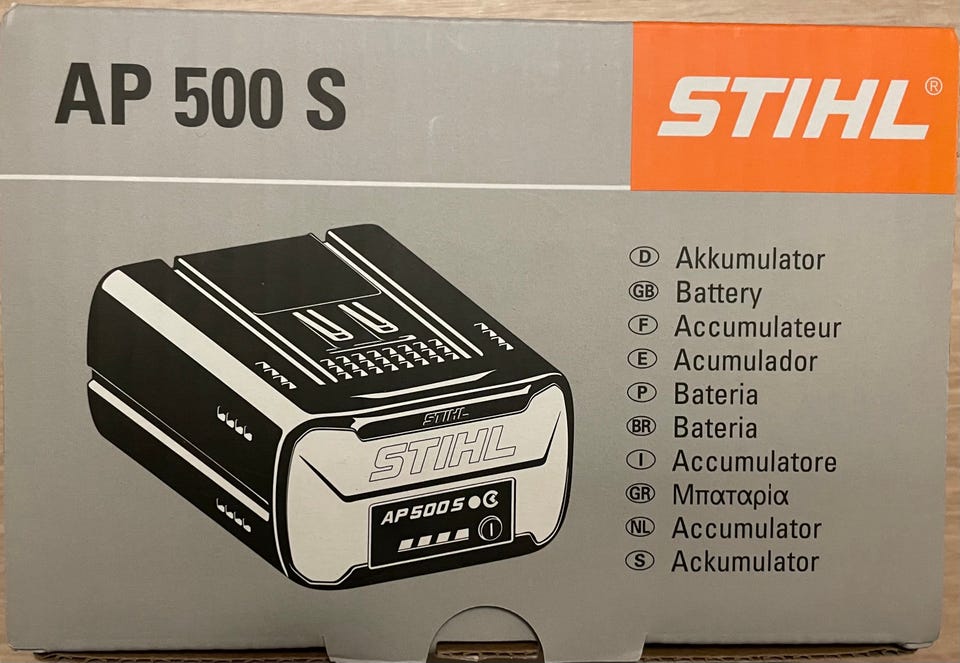 AP 500 S
STIHL®
D Akkumulator
GB Battery
F Accumulateur
E Acumulador
P Bateria
BR Bateria
I Accumulatore
GR Μπαταρία
NL Accumulator
S Ackumulator
STIHL
STIHL
AP 500 S